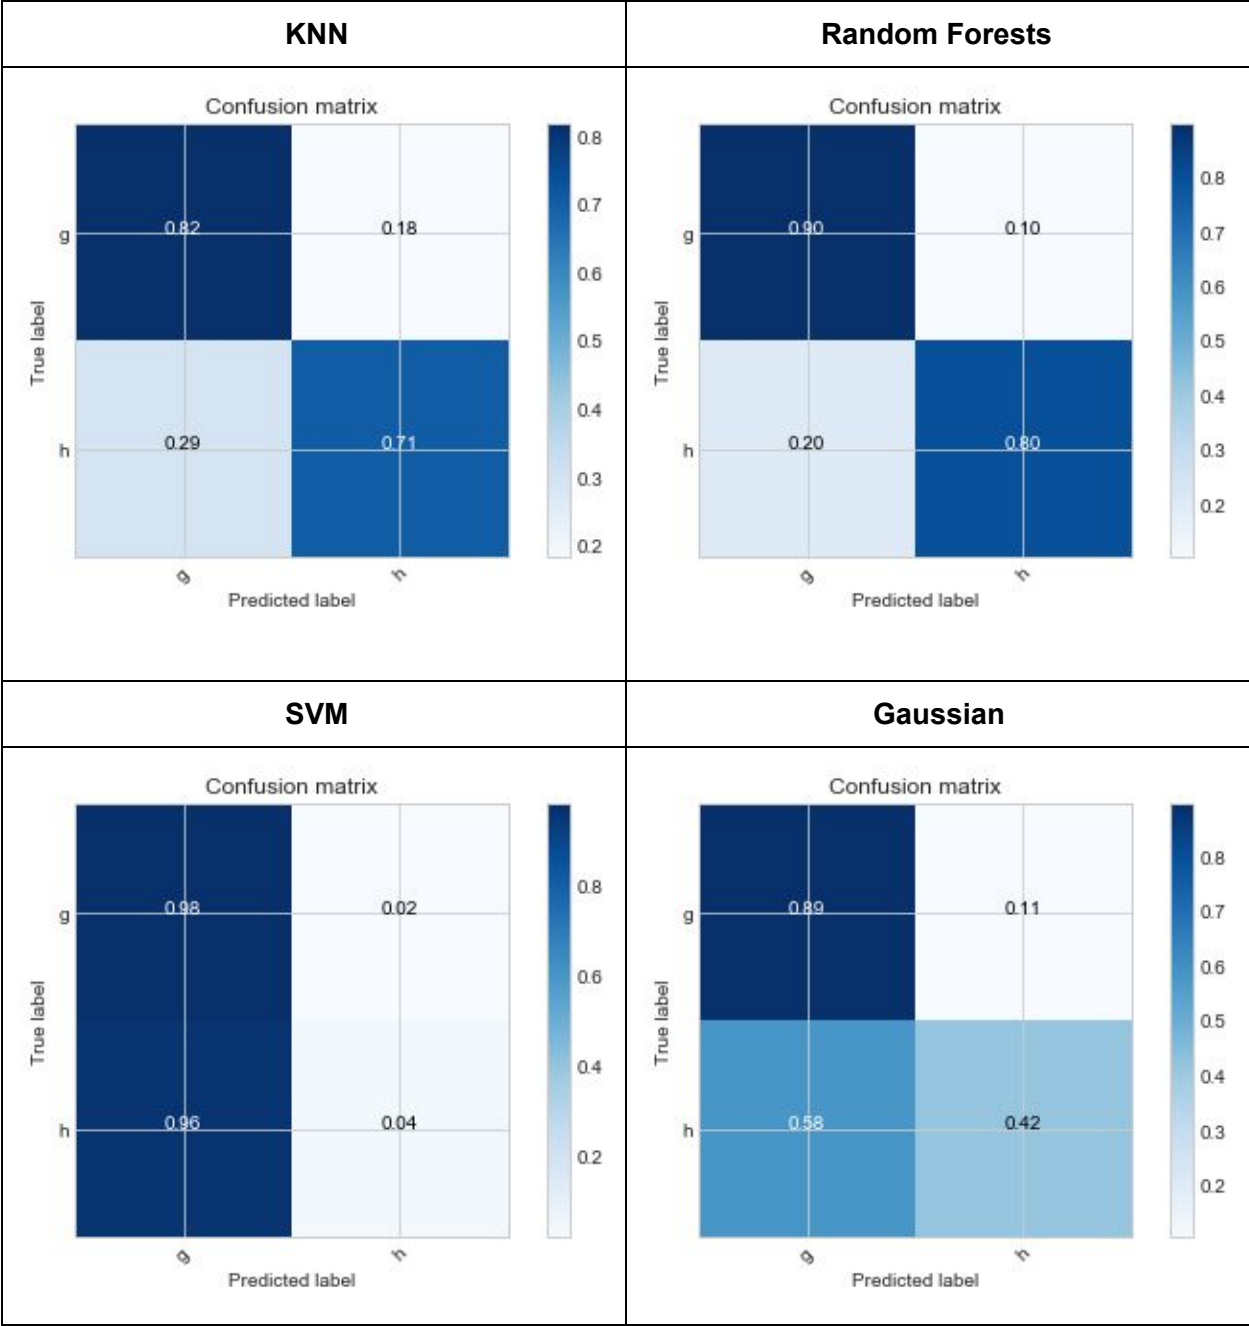 KNN
Random Forests
Confusion matrix
0.82
0.18
0.29
0.71
g
h
True label
g
h
Predicted label
0.8
0.7
0.6
0.5
0.4
0.3
0.2
Confusion matrix
0.90
0.10
0.20
0.80
g
h
True label
g
h
Predicted label
0.8
0.7
0.6
0.5
0.4
0.3
0.2
SVM
Gaussian
Confusion matrix
0.98
0.02
0.96
0.04
g
h
True label
g
h
Predicted label
0.8
0.6
0.4
0.2
Confusion matrix
0.89
0.11
0.58
0.42
g
h
True label
g
h
Predicted label
0.8
0.7
0.6
0.5
0.4
0.3
0.2